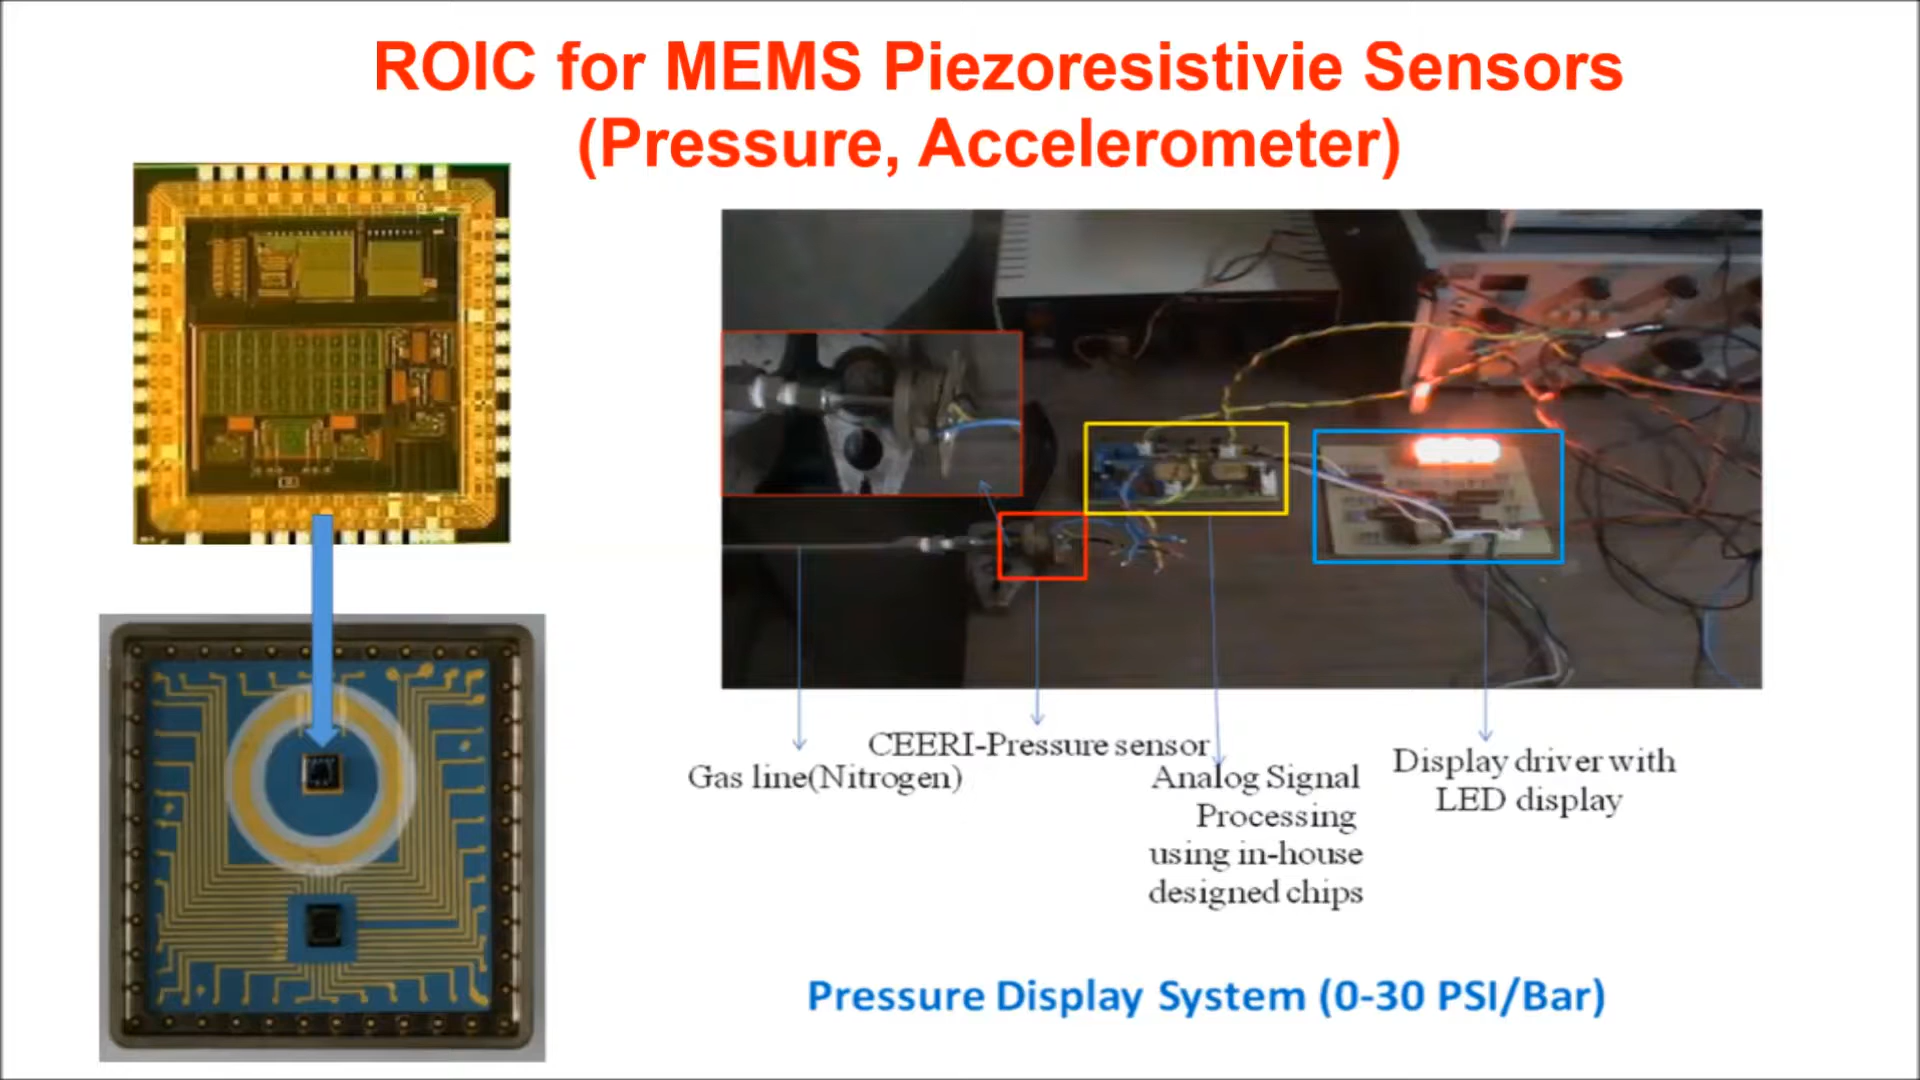 ROIC for MEMS Piezoresistivie Sensors
(Pressure, Accelerometer)
CEERI-Pressure sensor
Gas line(Nitrogen)
Analog Signal
Processing
using in-house
designed chips
Display driver with
LED display
Pressure Display System (0-30 PSI/Bar)